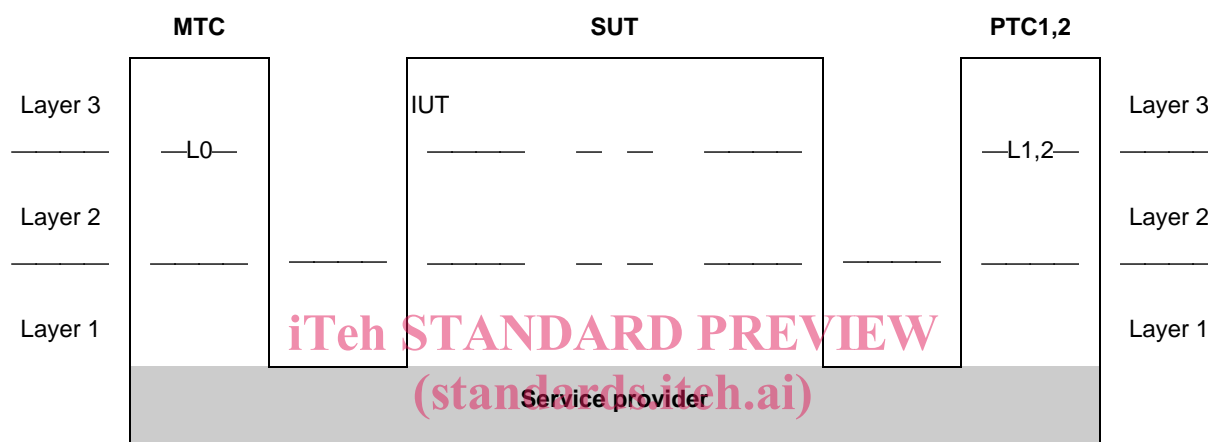 MTC SUT PTC1,2
Layer 3 IUT Layer 3
L0 L1,2
Layer 2 Layer 2
Layer 1 iTeh STANDARD PREVIEW Layer 1
(standards.iteh.ai)
Service provider